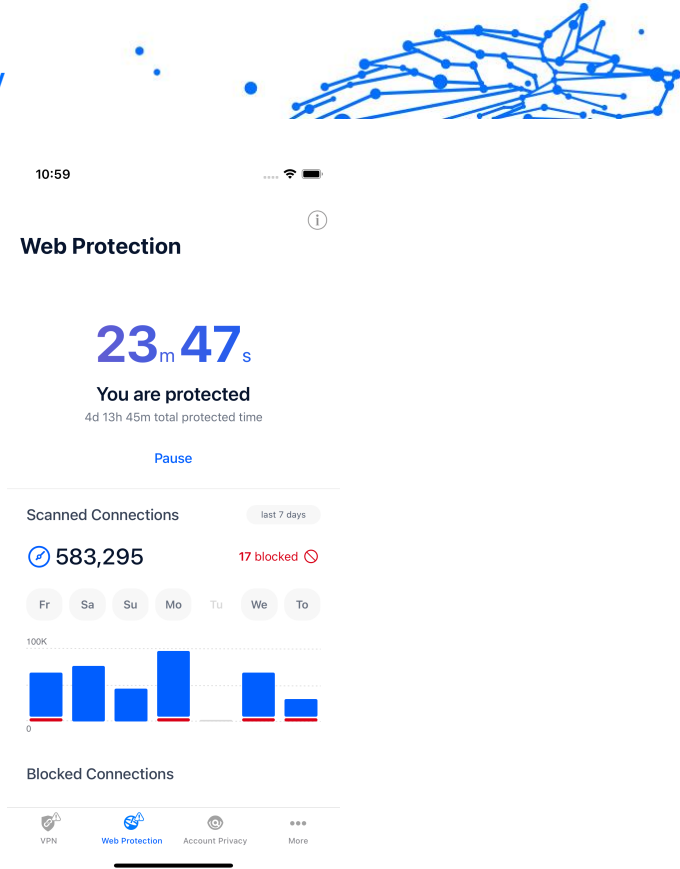 10:59
Web Protection
23m 47s
You are protected
4d 13h 45m total protected time
Pause
Scanned Connections
last 7 days
583,295
17 blocked
Fr Sa Su Mo Tu We To
100K
0
Blocked Connections
VPN
Web Protection
Account Privacy
More